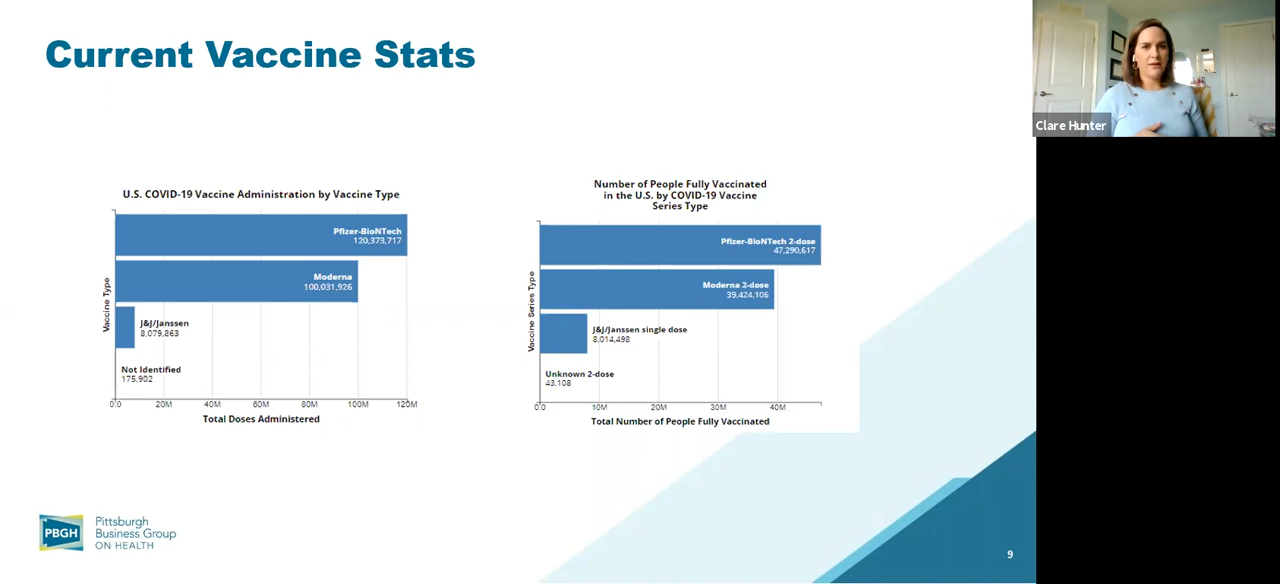 Current Vaccine Stats
Clare Hunter
U.S. COVID-19 Vaccine Administration by Vaccine Type
Vaccine Type
Pfizer-BioNTech
120,373,717
Moderna
100,031,926
J&J/Janssen
8,079,863
Not Identified
175,902
0.0 20M 40M 60M 80M 100M 120M
Total Doses Administered
Number of People Fully Vaccinated
in the U.S. by COVID-19 Vaccine
Series Type
Vaccine Series Type
Pfizer-BioNTech 2-dose
47,290,617
Moderna 2-dose
39,424,106
J&J/Janssen single dose
8,014,498
Unknown 2-dose
43,108
0.0 10M 20M 30M 40M
Total Number of People Fully Vaccinated
PBGH
Pittsburgh
Business Group
ON HEALTH
9